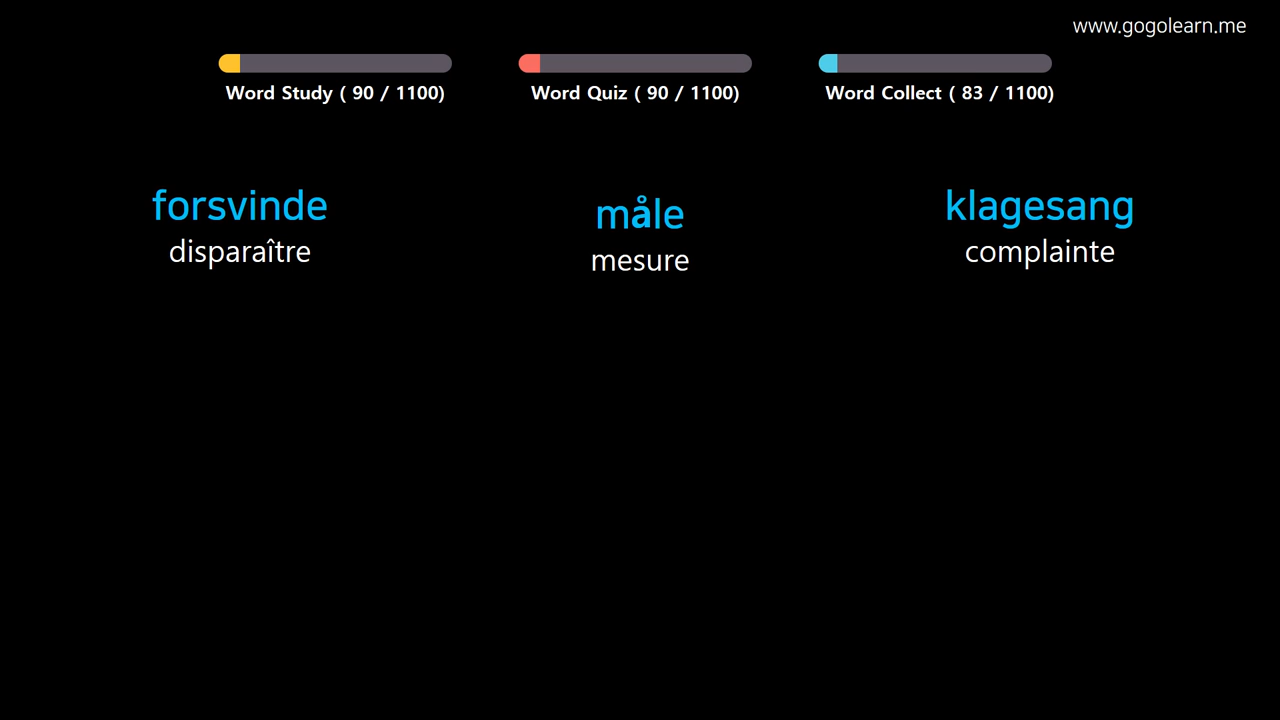 www.gogolearn.me
Word Study ( 90 / 1100)
Word Quiz ( 90 / 1100)
Word Collect ( 83 / 1100)
forsvinde
disparaître
måle
mesure
klagesang
complainte